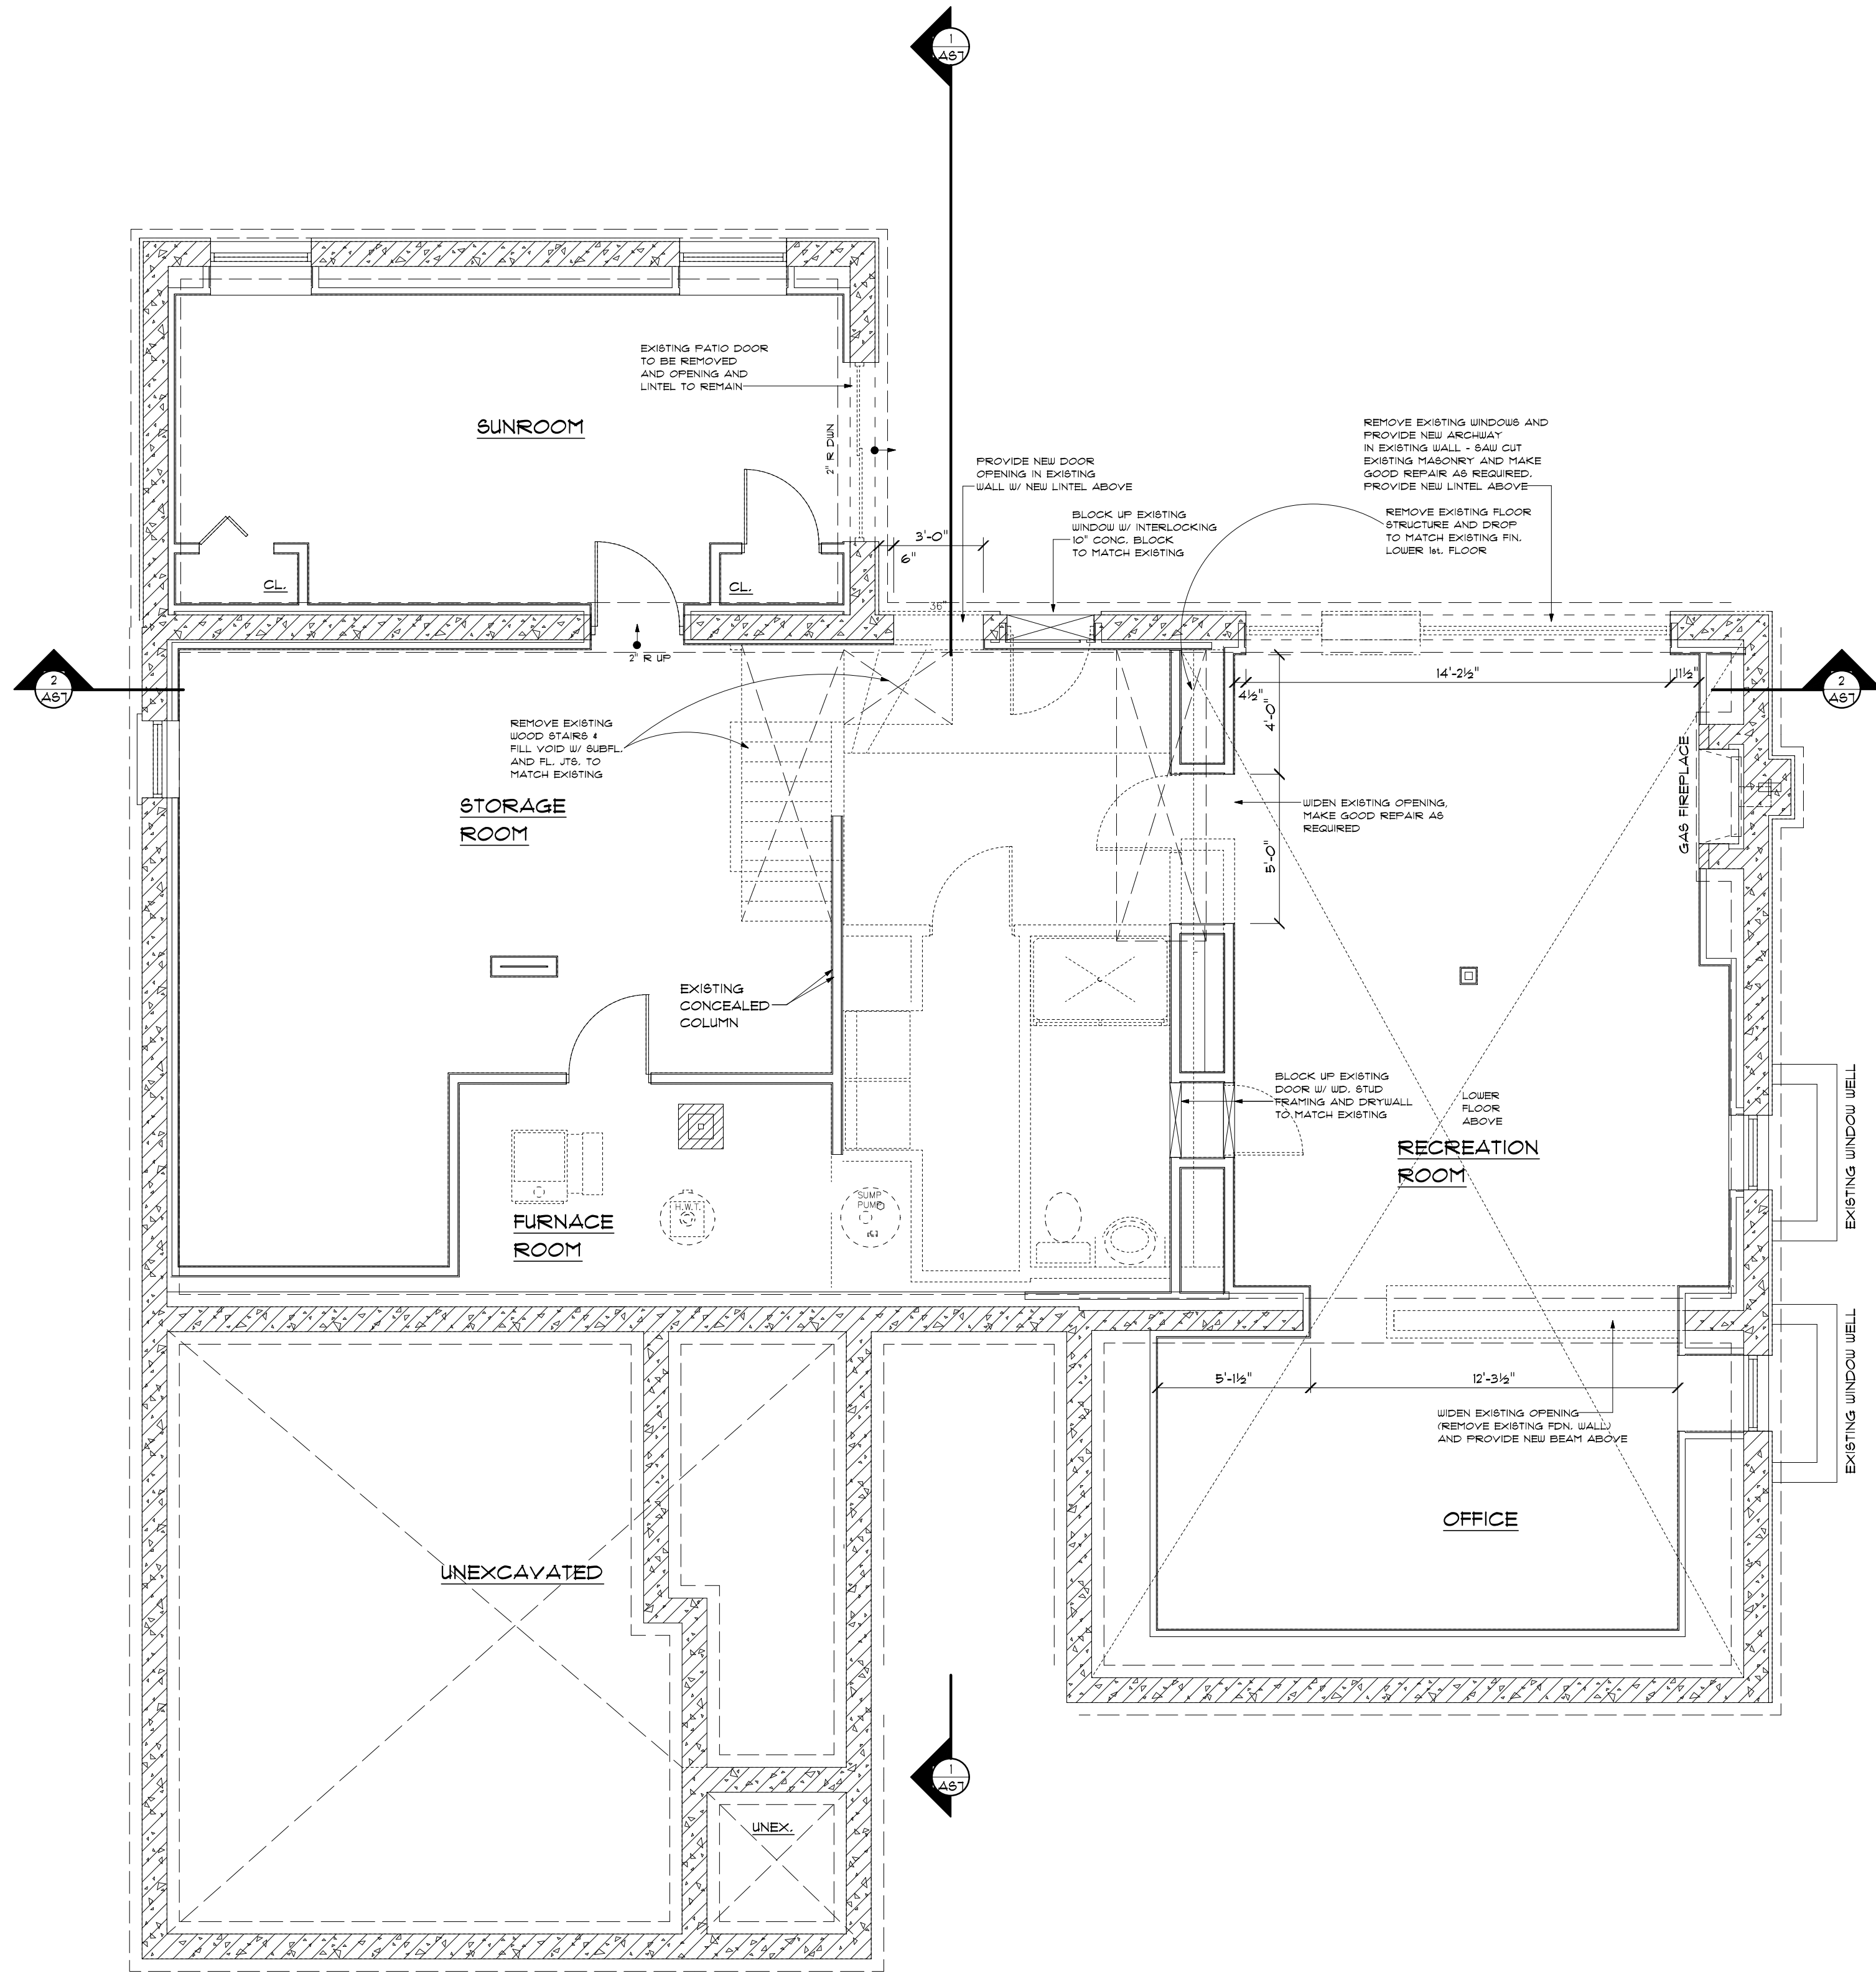 1
AS7
EXISTING PATIO DOOR
TO BE REMOVED
AND OPENING AND
LINTEL TO REMAIN
SUNROOM
2" R DWN
PROVIDE NEW DOOR
OPENING IN EXISTING
WALL W/ NEW LINTEL ABOVE
REMOVE EXISTING WINDOWS AND
PROVIDE NEW ARCHWAY
IN EXISTING WALL - SAW CUT
EXISTING MASONRY AND MAKE
GOOD REPAIR AS REQUIRED.
PROVIDE NEW LINTEL ABOVE
BLOCK UP EXISTING
WINDOW W/ INTERLOCKING
10" CONC. BLOCK
TO MATCH EXISTING
REMOVE EXISTING FLOOR
STRUCTURE AND DROP
TO MATCH EXISTING FIN.
LOWER 1st. FLOOR
3'-0"
6"
CL.
CL.
36"
2" R UP
2
AS7
2
AS7
14'-2½"
11½"
4½"
4'-0"
REMOVE EXISTING
WOOD STAIRS &
FILL VOID W/ SUBFL.
AND FL. JTS. TO
MATCH EXISTING
STORAGE
ROOM
GAS FIREPLACE
WIDEN EXISTING OPENING,
MAKE GOOD REPAIR AS
REQUIRED
5'-0"
EXISTING
CONCEALED
COLUMN
BLOCK UP EXISTING
DOOR W/ WD. STUD
FRAMING AND DRYWALL
TO MATCH EXISTING
LOWER
FLOOR
ABOVE
RECREATION
ROOM
EXISTING WINDOW WELL
H.W.T.
SUMP
PUMP
FURNACE
ROOM
EXISTING WINDOW WELL
5'-1½"
12'-3½"
WIDEN EXISTING OPENING
(REMOVE EXISTING FDN. WALL)
AND PROVIDE NEW BEAM ABOVE
OFFICE
UNEXCAVATED
1
AS7
UNEX.